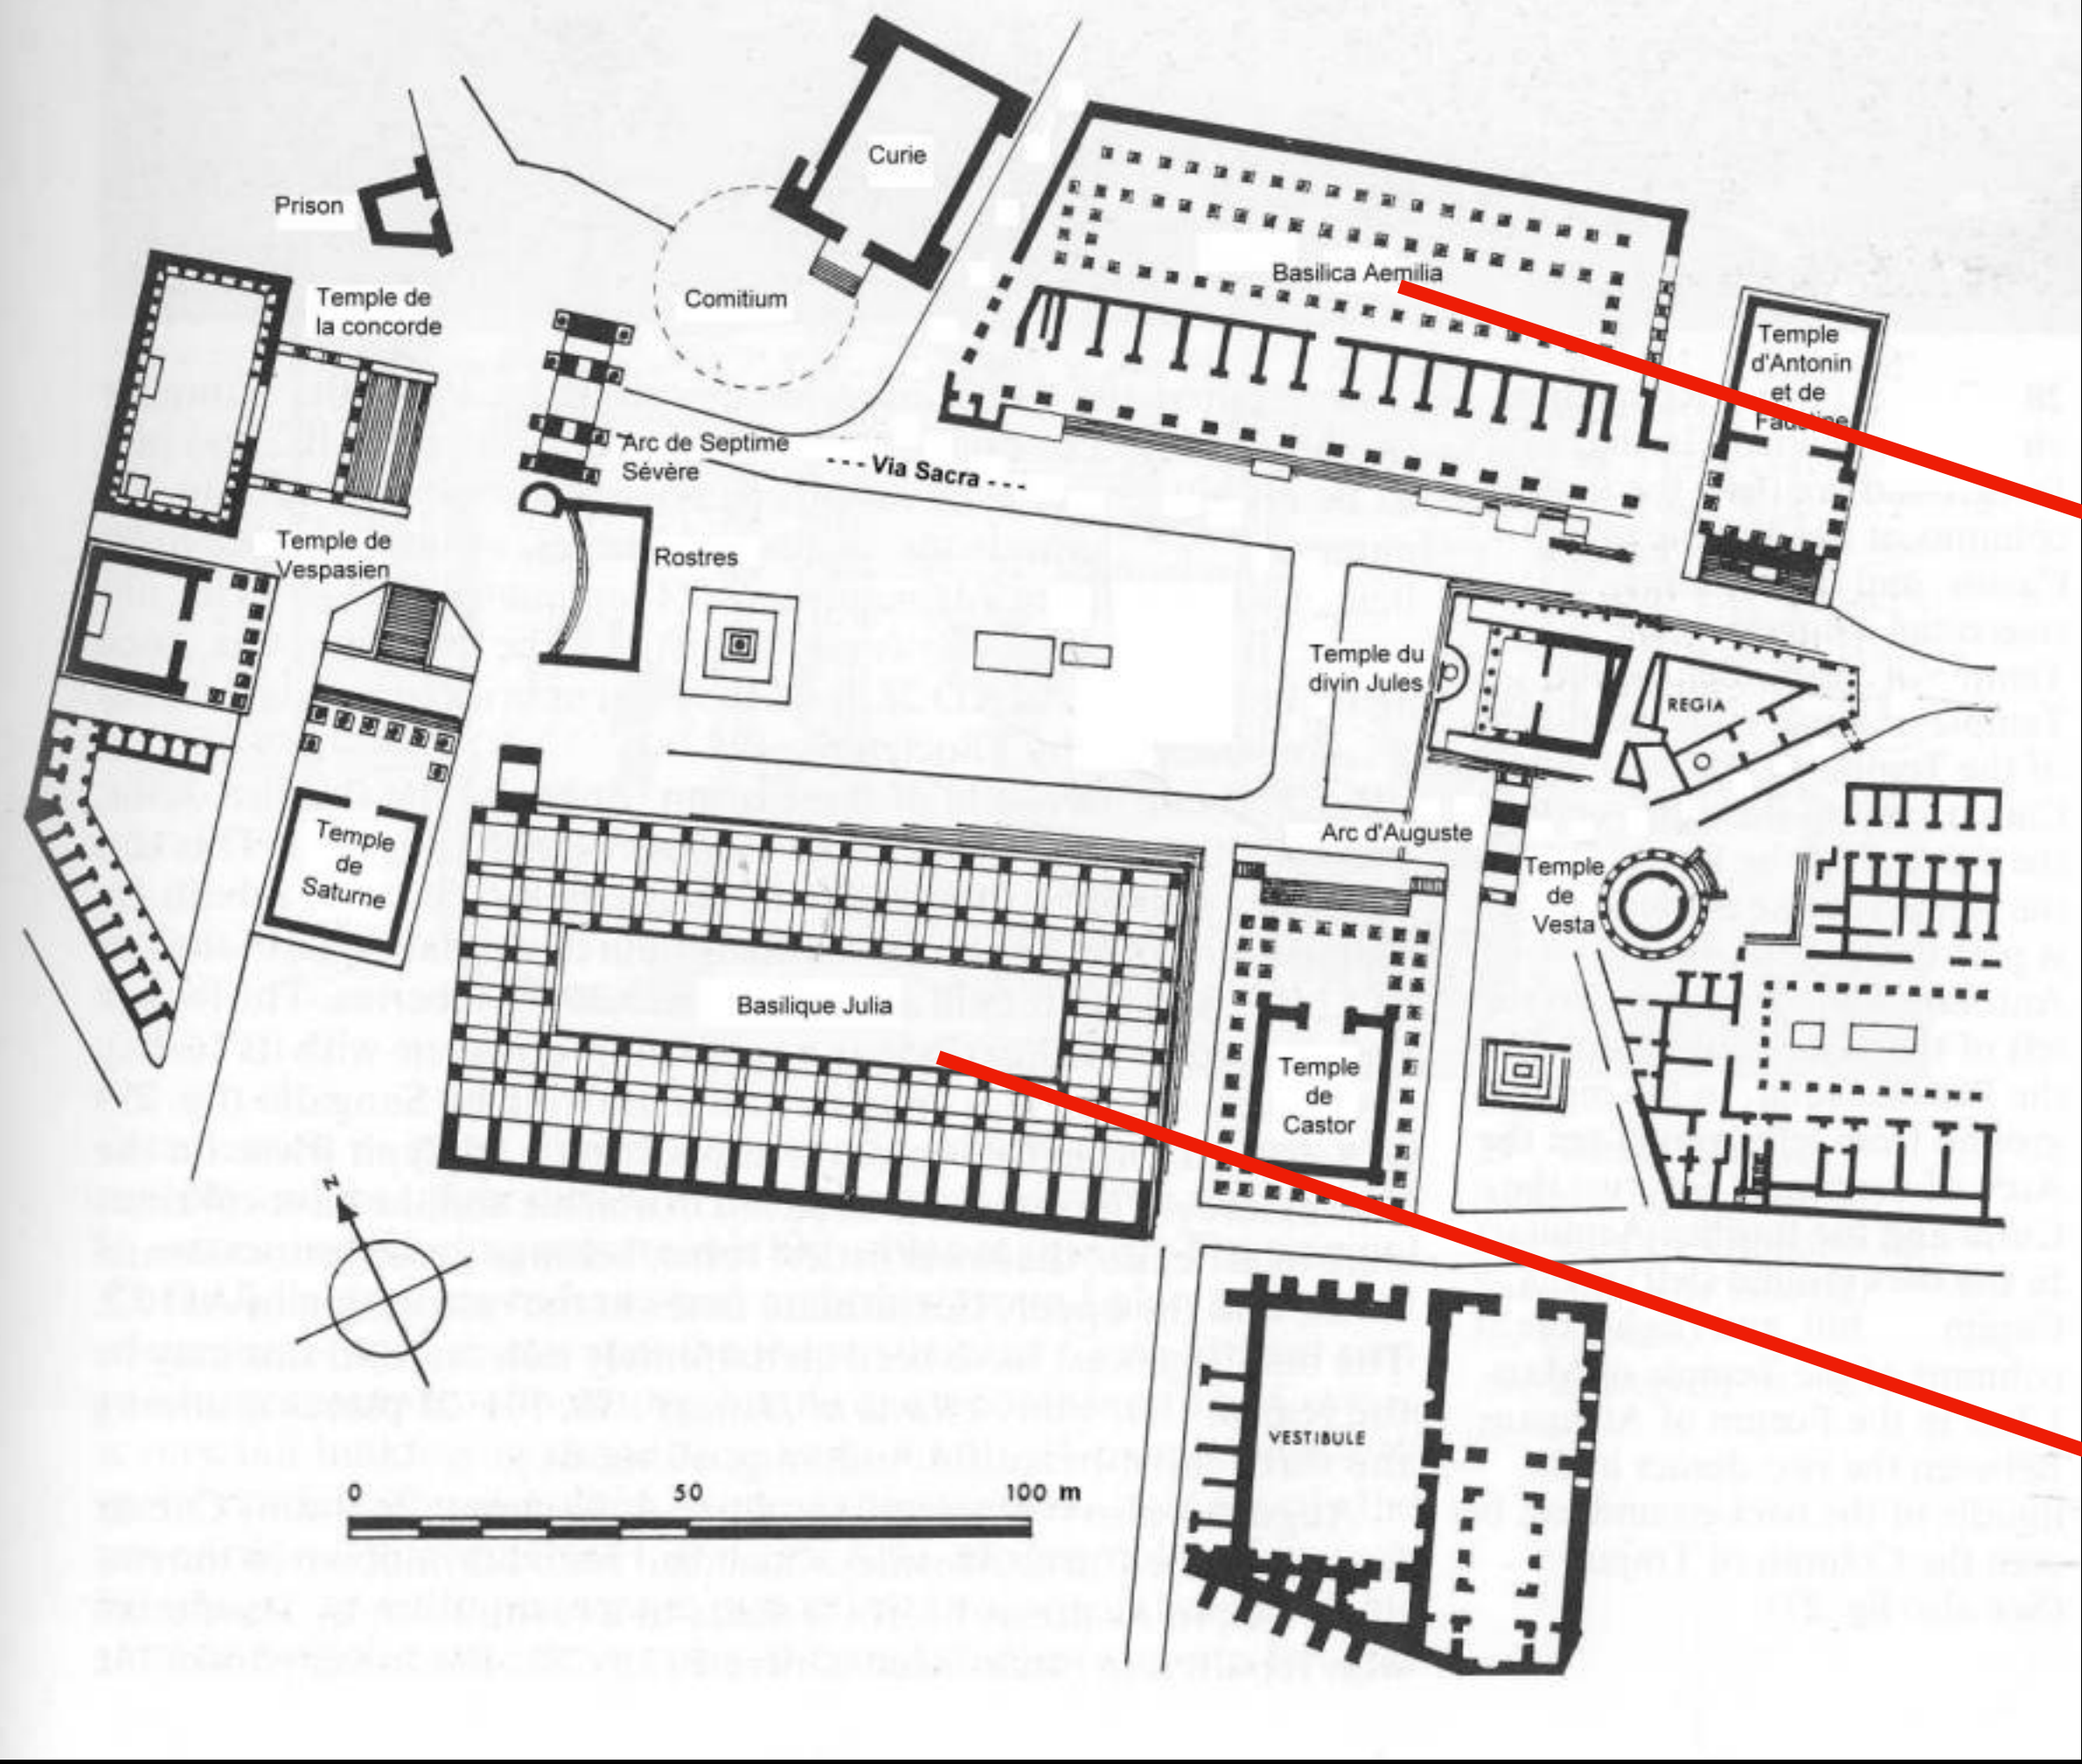 Curie
Prison
Temple de
la concorde
Comitium
Basilica Aemilia
Temple
d'Antonin
et de
Faustine
Arc de Septime
Sévère
- - - Via Sacra - - -
Temple de
Vespasien
Rostres
Temple du
divin Jules
REGIA
Temple
de
Saturne
Arc d'Auguste
Temple
de
Vesta
Basilique Julia
Temple
de
Castor
N
VESTIBULE
0 50 100 m